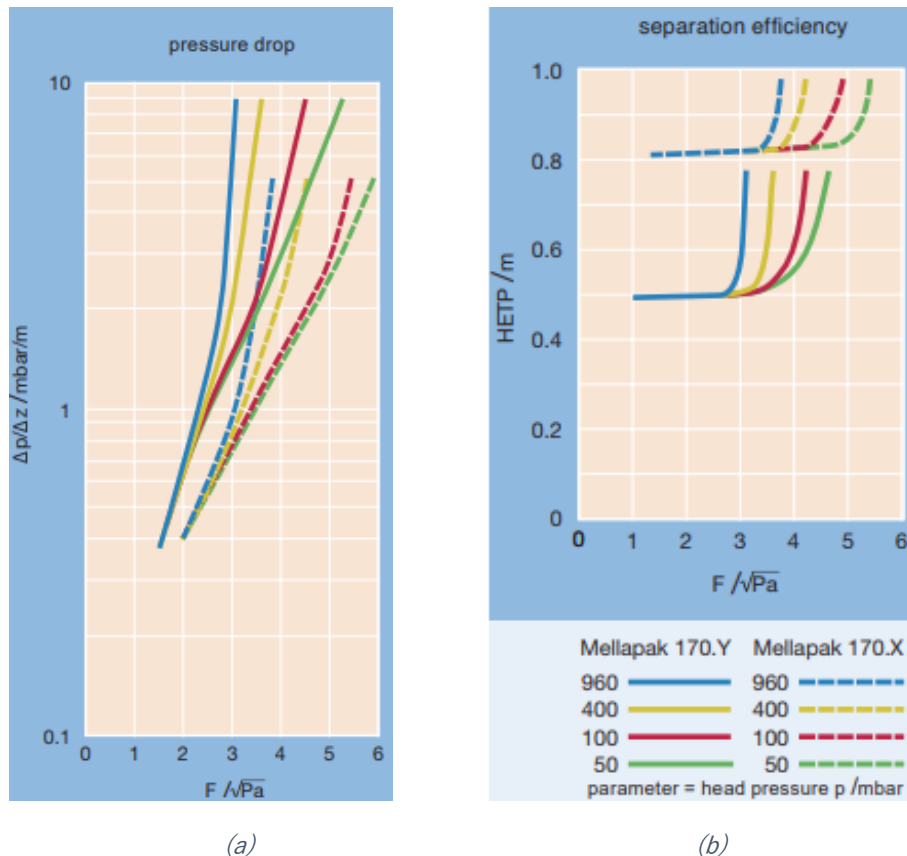 pressure drop
10
1
0.1
Δp/Δz / mbar/m
0 1 2 3 4 5 6
F /√Pa
(a)
separation efficiency
1.0
0.8
0.6
0.4
0.2
0
HETP /m
0 1 2 3 4 5 6
F /√Pa
Mellapak 170.Y Mellapak 170.X
960 960
400 400
100 100
50 50
parameter = head pressure p /mbar
(b)